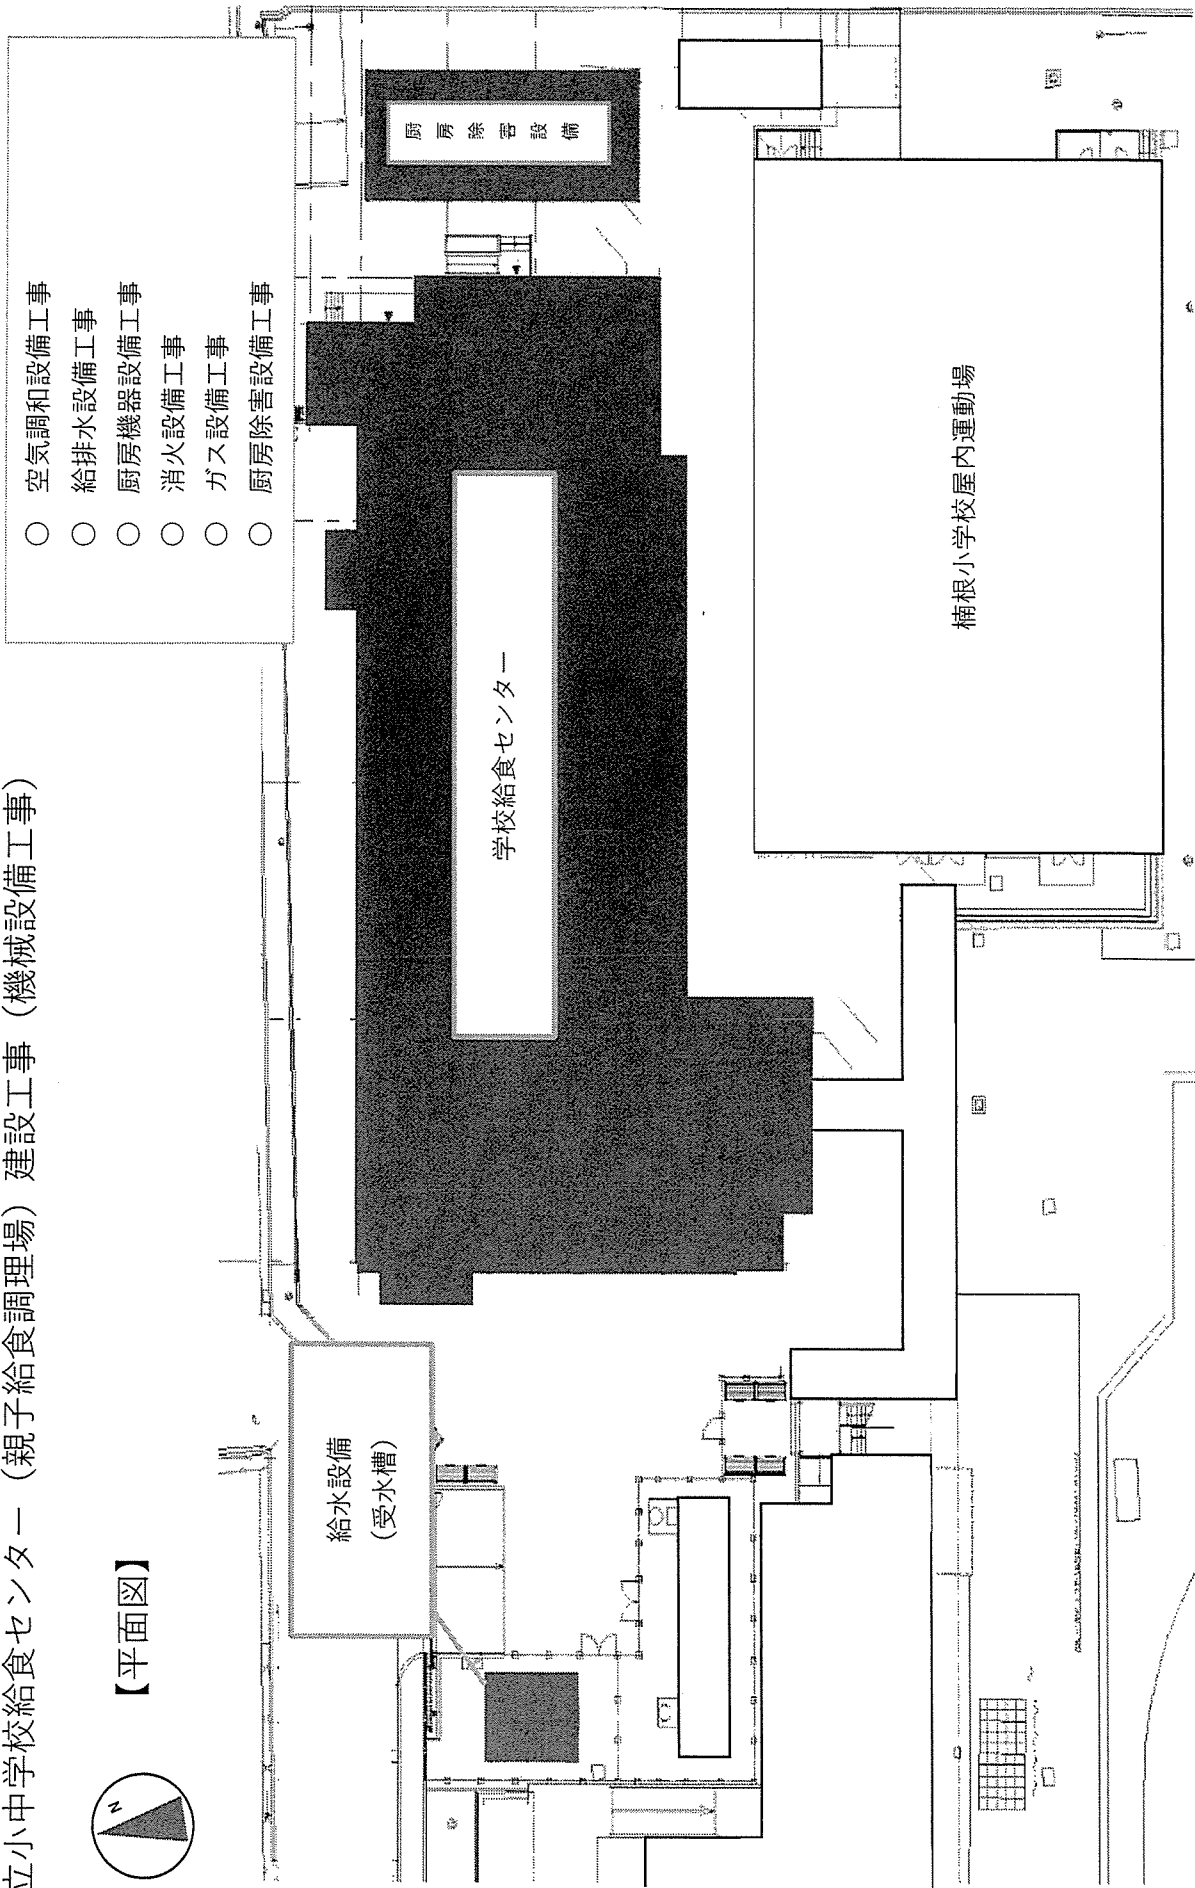 立小中学校給食センター（親子給食調理場）建設工事（機械設備工事）
【平面図】
N
○ 空気調和設備工事
○ 給排水設備工事
○ 厨房機器設備工事
○ 消火設備工事
○ ガス設備工事
○ 厨房除害設備工事
給水設備
（受水槽）
学校給食センター
厨房除害設備
楠根小学校屋内運動場